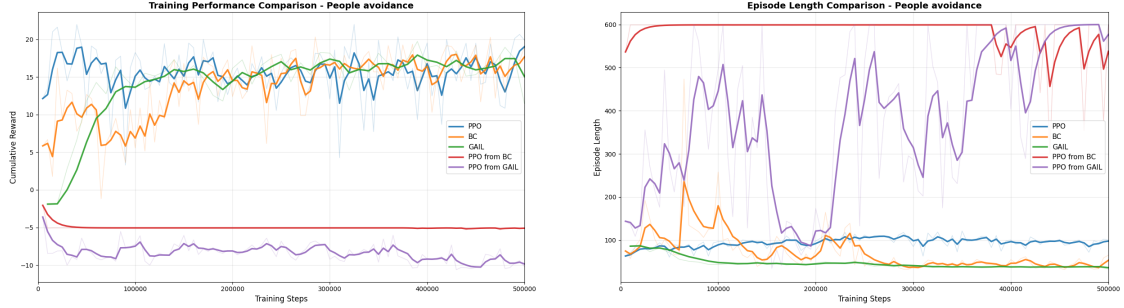 Training Performance Comparison - People avoidance
Cumulative Reward
20
15
10
5
0
−5
−10
PPO
BC
GAIL
PPO from BC
PPO from GAIL
0
100000
200000
300000
400000
500000
Training Steps
Episode Length Comparison - People avoidance
Episode Length
600
500
400
300
200
100
PPO
BC
GAIL
PPO from BC
PPO from GAIL
0
100000
200000
300000
400000
500000
Training Steps